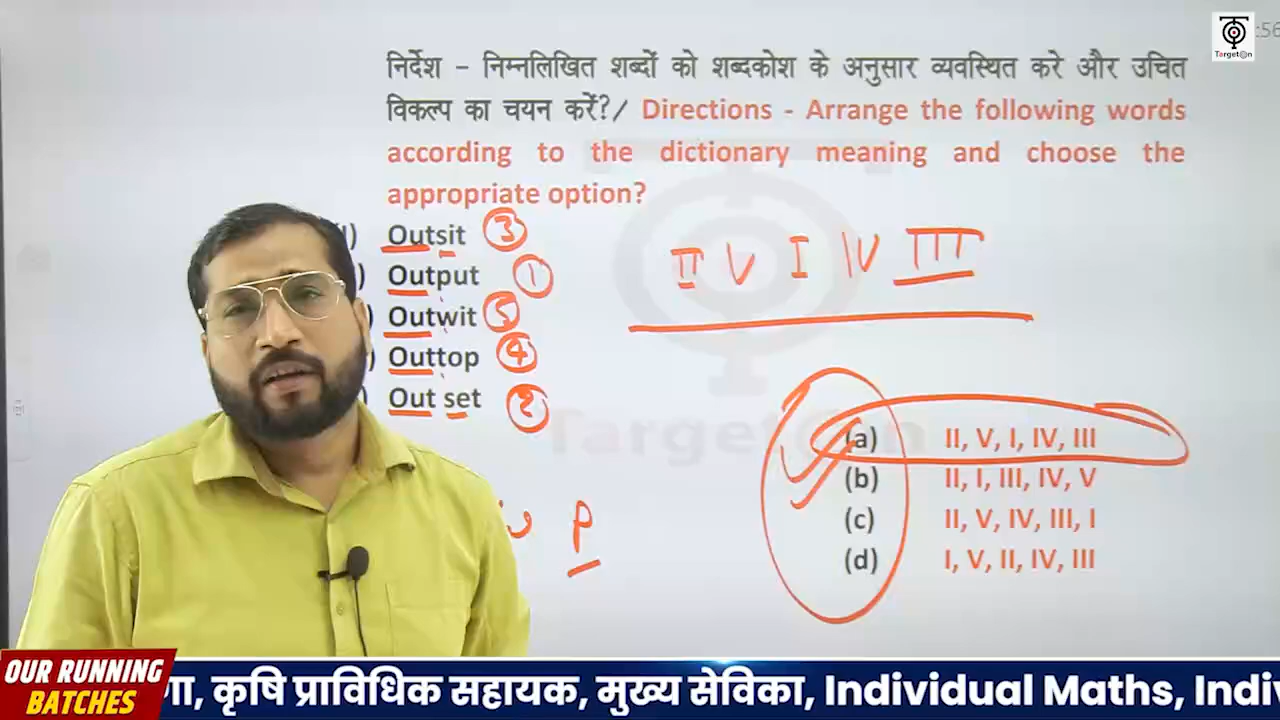 Target@n
:56
निर्देश – निम्नलिखित शब्दों को शब्दकोश के अनुसार व्यवस्थित करे और उचित
विकल्प का चयन करें?/ Directions - Arrange the following words
according to the dictionary meaning and choose the
appropriate option?
Outsit 3
Output 1
Outwit 5
Outtop 4
Out set 2
II V I IV III
(a) II, V, I, IV, III
(b) II, I, III, IV, V
(c) II, V, IV, III, I
(d) I, V, II, IV, III
Target@n
P
OUR RUNNING
BATCHES
कृषि प्राविधिक सहायक, मुख्य सेविका, Individual Maths,